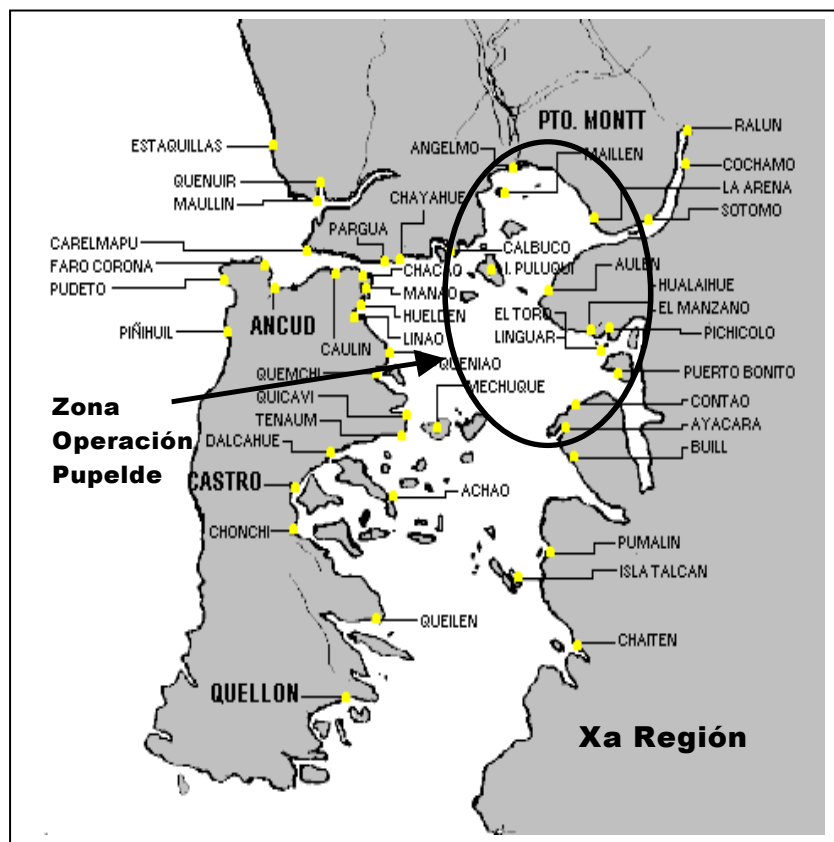 PTO. MONTT
ESTAQUILLAS
ANGELMO
MAILLEN
RALUN
COCHAMO
QUENUIR
LA ARENA
MAULLIN
CHAYAHUE
SOTOMO
PARGUA
CARELMAPU
CALBUCO
FARO CORONA
CHACAO
I. PULUQUI
AULEN
PUDETO
MANAO
HUALAIHUE
ANCUD
HUELDEN
EL TORO
EL MANZANO
PIÑIHUIL
CAULIN
LINAO
LINGUAR
PICHICOLO
QUEMCHI
QUENIAO
PUERTO BONITO
MECHUQUE
QUICAVI
CONTAO
Zona
Operación
Pupelde
TENAUM
AYACARA
DALCAHUE
BUILL
CASTRO
ACHAO
CHONCHI
PUMALIN
ISLA TALCAN
QUEILEN
CHAITEN
QUELLON
Xa Región